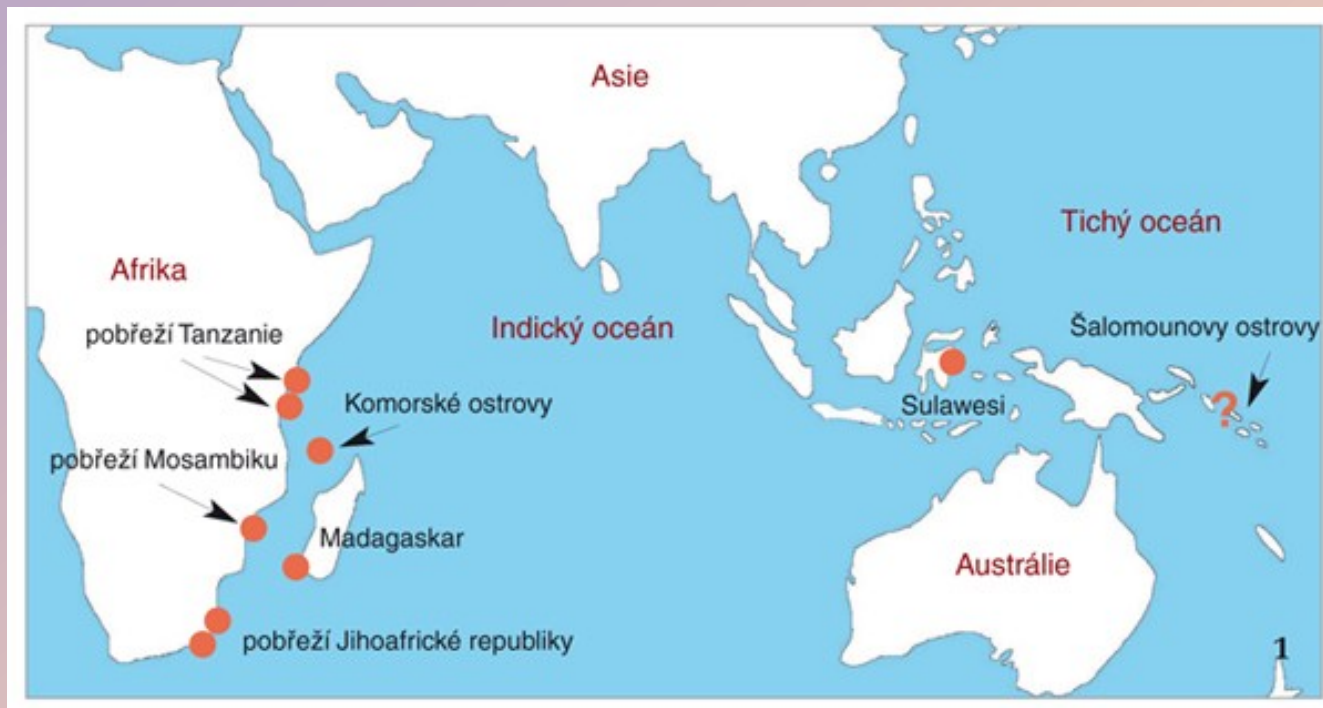 Asie
Tichý oceán
Afrika
Indický oceán
Šalomounovy ostrovy
pobřeží Tanzanie
Komorské ostrovy
Sulawesi
?
pobřeží Mosambiku
Madagaskar
Austrálie
pobřeží Jihoafrické republiky
1